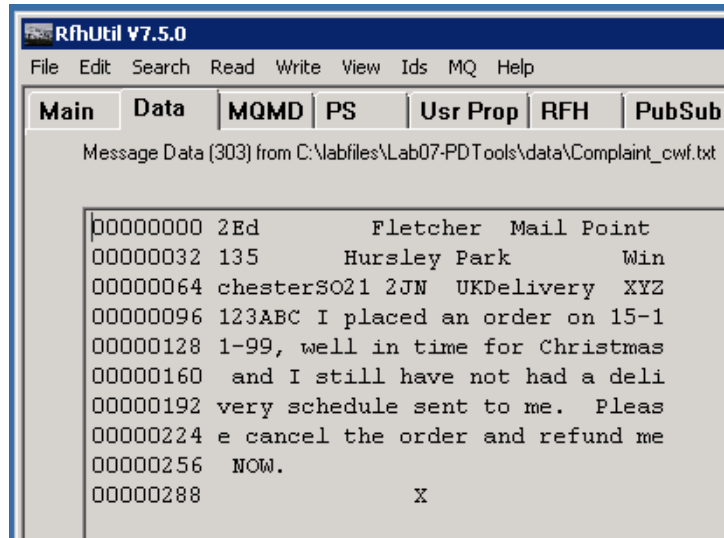 RfhUtil V7.5.0
File Edit Search Read Write View Ids MQ Help
Main Data MQMD PS Usr Prop RFH PubSub
Message Data (303) from C:\labfiles\Lab07-PDTools\data\Complaint_cwf.txt
00000000 2Ed        Fletcher  Mail Point
00000032 135      Hursley Park        Win
00000064 chesterSO21 2JN  UKDelivery  XYZ
00000096 123ABC I placed an order on 15-1
00000128 1-99, well in time for Christmas
00000160  and I still have not had a deli
00000192 very schedule sent to me.  Pleas
00000224 e cancel the order and refund me
00000256  NOW.
00000288               X